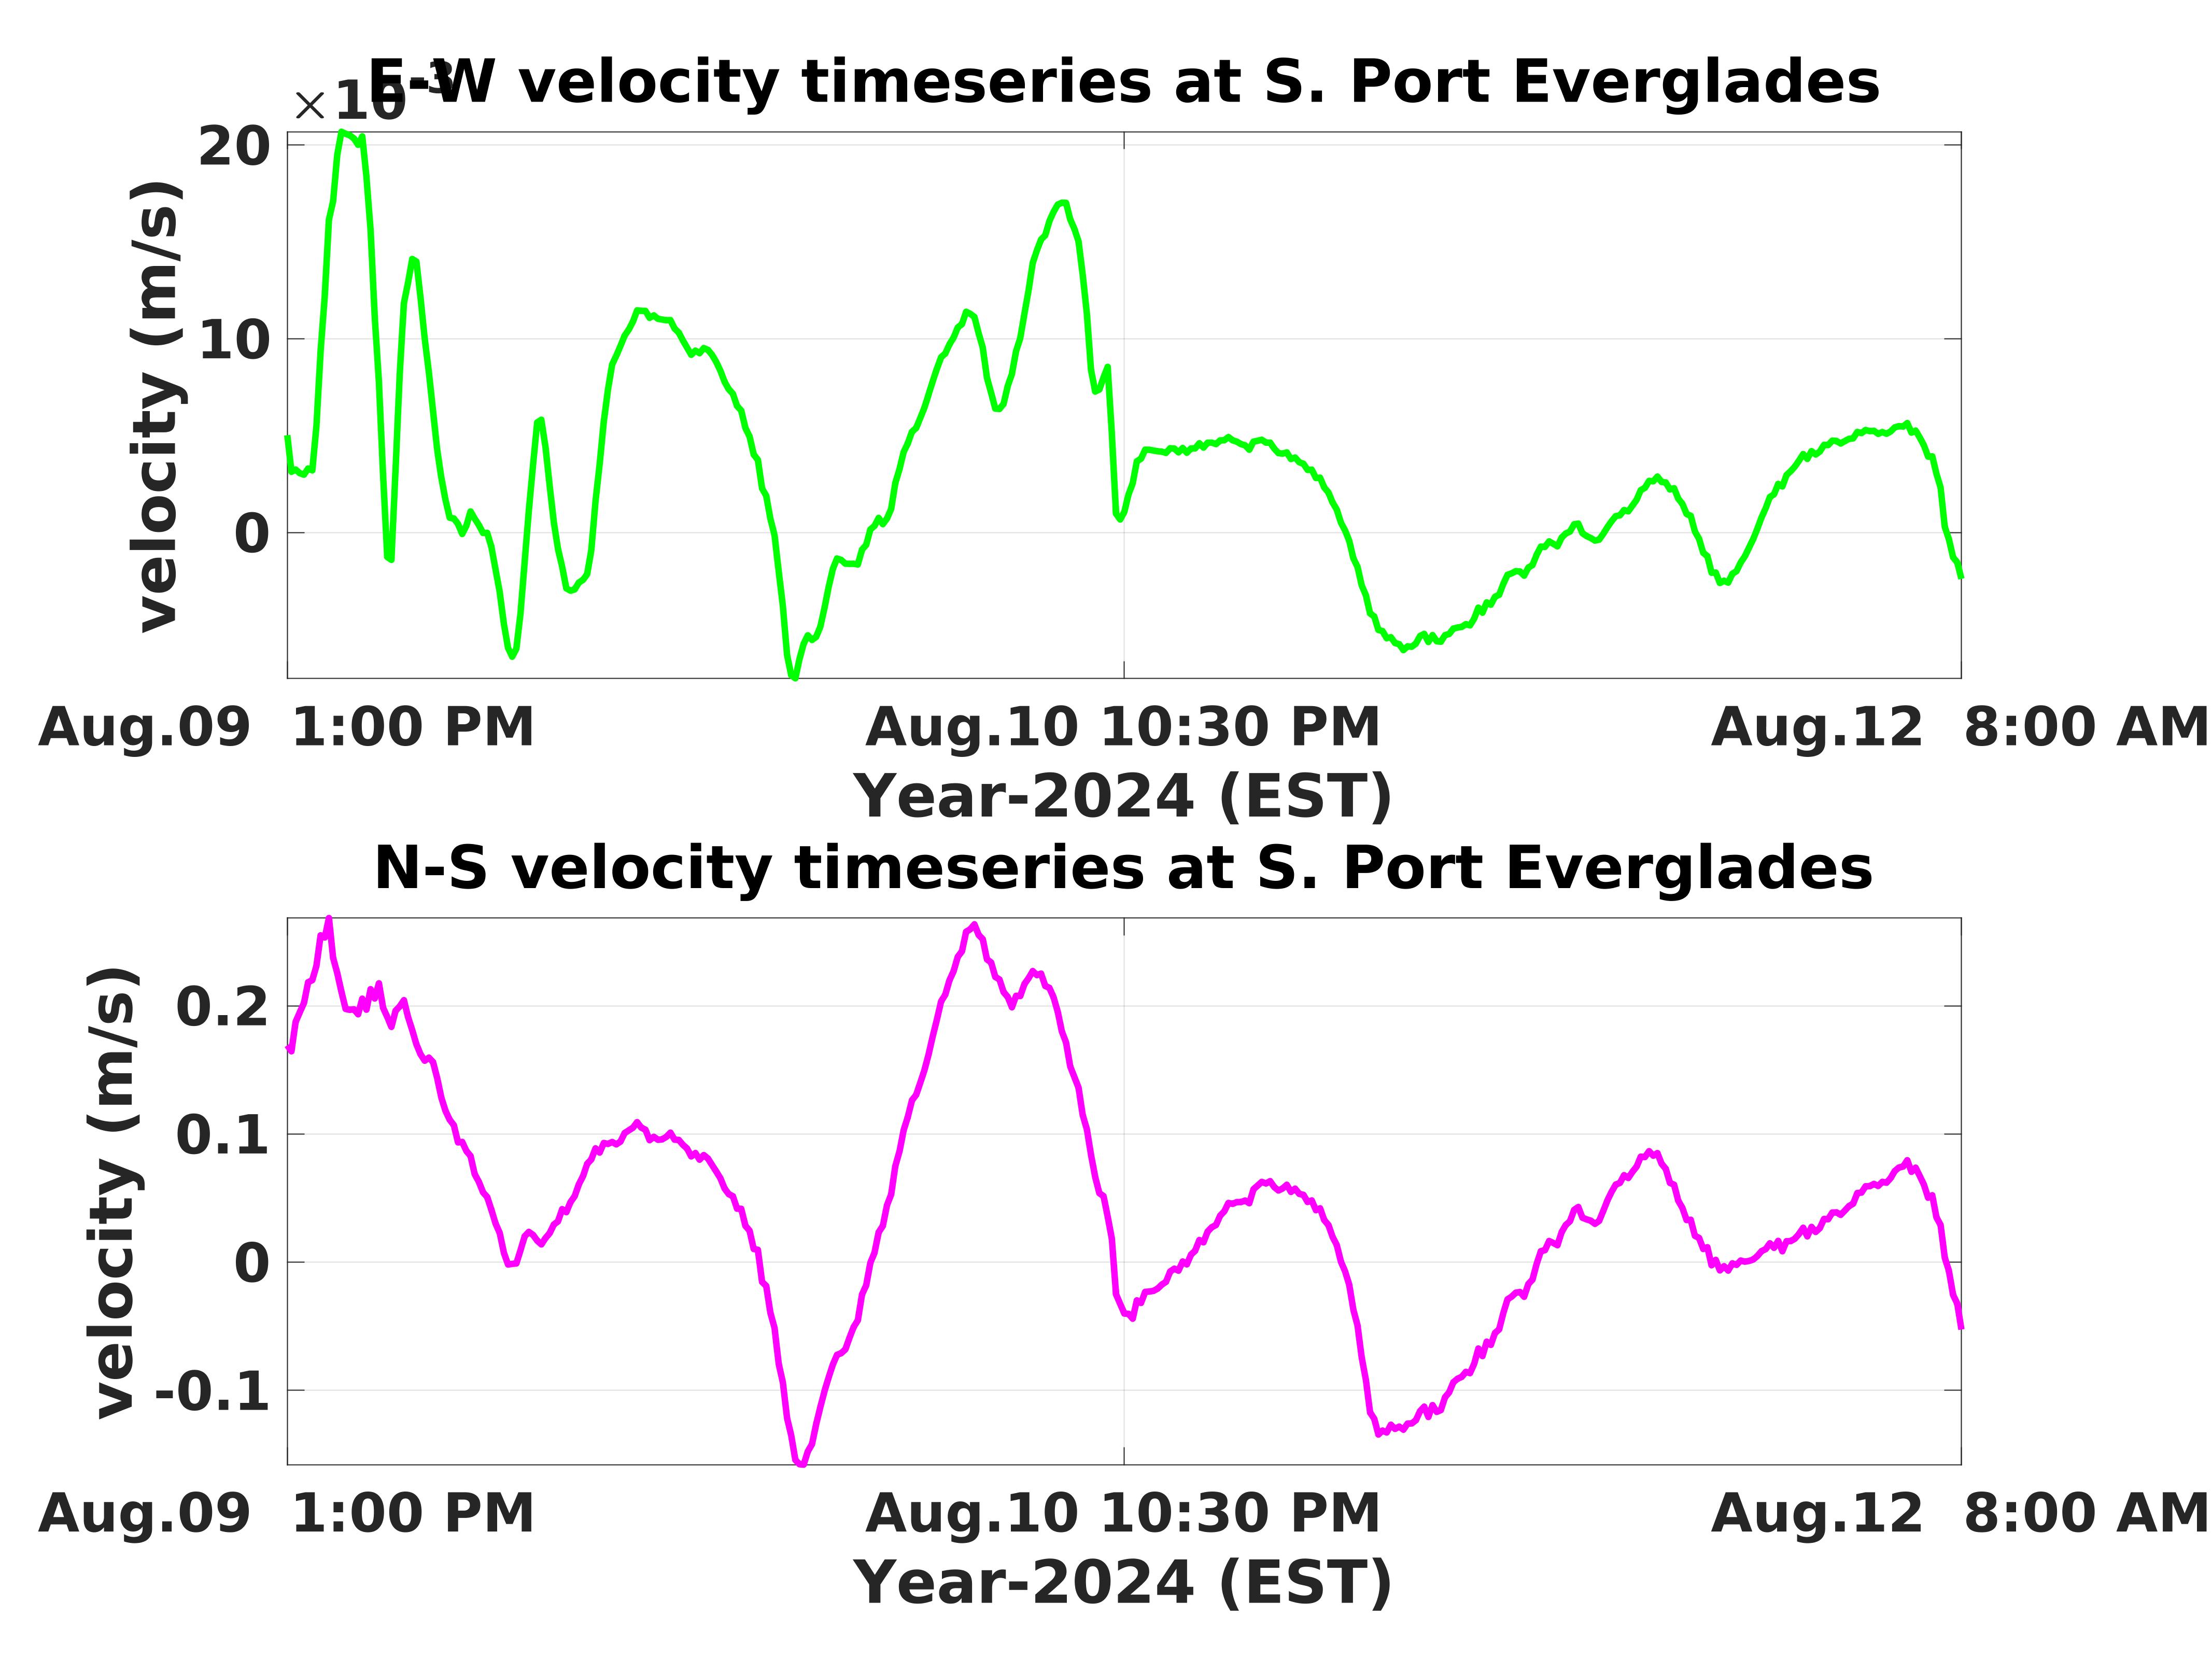 E-W velocity timeseries at S. Port Everglades
×10-3
velocity (m/s)
20
10
0
Aug.09  1:00 PM
Aug.10 10:30 PM
Aug.12  8:00 AM
Year-2024 (EST)
N-S velocity timeseries at S. Port Everglades
velocity (m/s)
0.2
0.1
0
-0.1
Aug.09  1:00 PM
Aug.10 10:30 PM
Aug.12  8:00 AM
Year-2024 (EST)